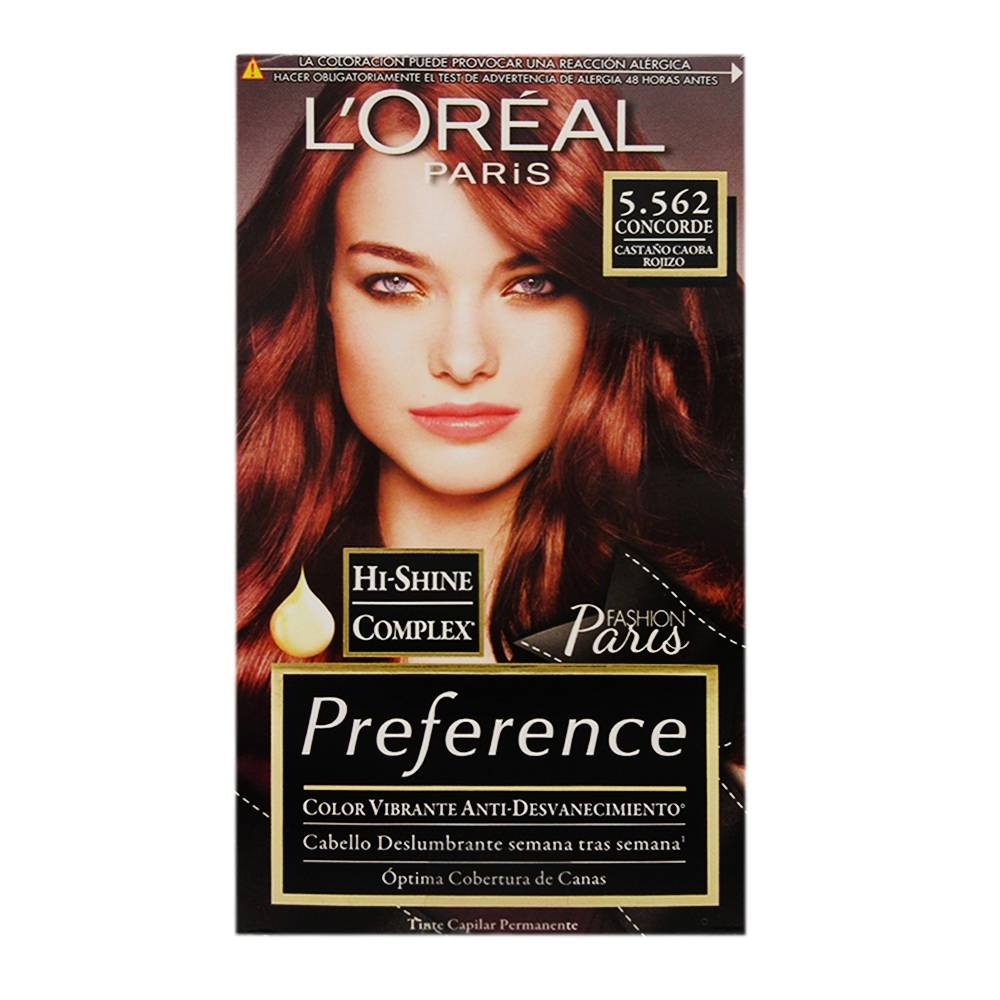 LA COLORACIÓN PUEDE PROVOCAR UNA REACCIÓN ALÉRGICA
HACER OBLIGATORIAMENTE EL TEST DE ADVERTENCIA DE ALERGIA 48 HORAS ANTES
L'ORÉAL
PARiS
5.562
CONCORDE
CASTAÑO CAOBA
ROJIZO
HI-SHINE
COMPLEX
FASHION
Paris
Preference
COLOR VIBRANTE ANTI-DESVANECIMIENTO°
Cabello Deslumbrante semana tras semana¹
Óptima Cobertura de Canas
Tinte Capilar Permanente